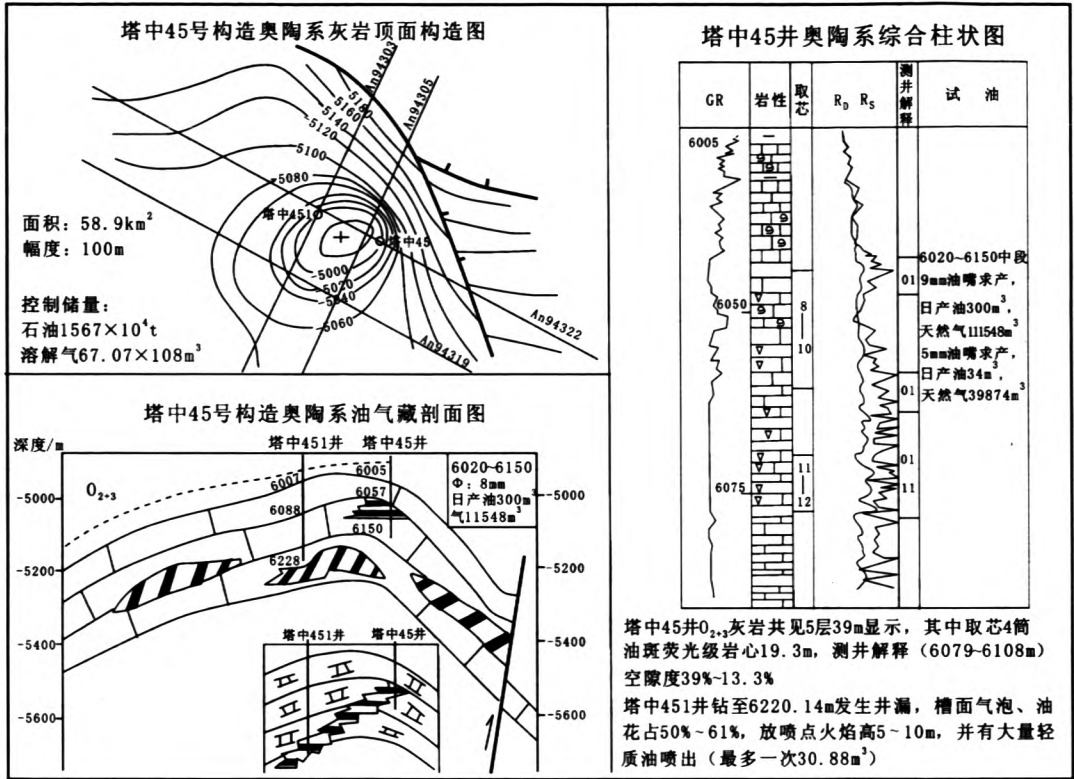 塔中45号构造奥陶系灰岩顶面构造图
An94303
An94305
-5180
-5160
-5140
-5120
5100
5080
塔中451
塔中45
-5000
-5020
-5040
-5060
An94322
An94319
面积：58.9km²
幅度：100m
控制储量：
石油1567×10⁴t
溶解气67.07×108m³
塔中45号构造奥陶系油气藏剖面图
深度/m
塔中451井 塔中45井
O₂₊₃
6007
6005
6057
6088
6150
6228
6020~6150
Φ：8mm
日产油300m³
气11548m³
-5000
-5200
-5400
-5600
-5000
-5200
-5400
-5600
塔中451井 塔中45井
塔中45井奥陶系综合柱状图
GR
岩性
取芯
R_D R_S
测井解释
试油
6005
6050
6075
8
10
11
12
01
01
01
11
6020~6150中段
9mm油嘴求产，
日产油300m³，
天然气111548m³
5mm油嘴求产，
日产油34m³，
天然气39874m³
塔中45井O₂₊₃灰岩共见5层39m显示，其中取芯4筒
油斑荧光级岩心19.3m，测井解释（6079~6108m）
空隙度39%~13.3%
塔中451井钻至6220.14m发生井漏，槽面气泡、油
花占50%~61%，放喷点火焰高5~10m，并有大量轻
质油喷出（最多一次30.88m³）